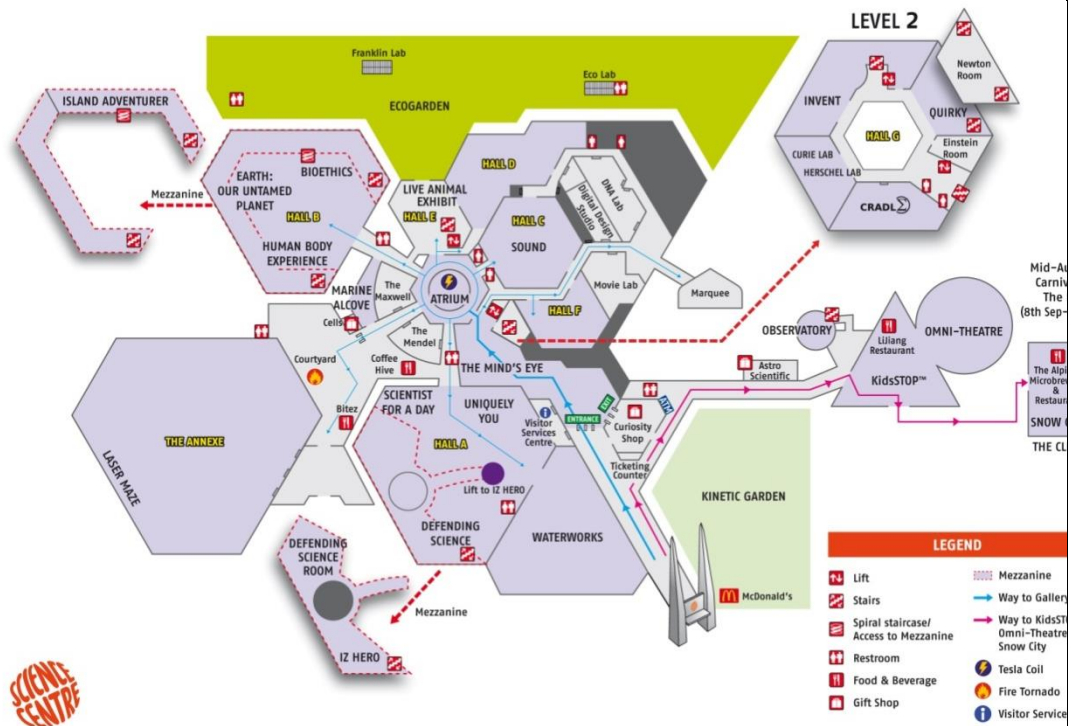 LEVEL 2
Franklin Lab
Eco Lab
ECOGARDEN
Newton
Room
INVENT
QUIRKY
HALL G
CURIE LAB
HERSCHEL LAB
Einstein
Room
CRADLΣ
ISLAND ADVENTURER
Mezzanine
BIOETHICS
EARTH:
OUR UNTAMED
PLANET
HALL B
HUMAN BODY
EXPERIENCE
HALL D
LIVE ANIMAL
EXHIBIT
HALL E
HALL C
SOUND
DNA Lab
Digital Design
Studio
MARINE
ALCOVE
The
Maxwell
ATRIUM
Movie Lab
Marquee
HALL F
Cells
The
Mendel
Courtyard
Coffee
Hive
THE MIND'S EYE
Bitez
SCIENTIST
FOR A DAY
UNIQUELY
YOU
HALL A
Visitor
Services
Centre
ENTRANCE
EXIT
ATM
Curiosity
Shop
Ticketing
Counter
Astro
Scientific
OBSERVATORY
OMNI-THEATRE
Liliang
Restaurant
KidsSTOP™
Mid-Au
Carniv
The
(8th Sep-
The Alpi
Microbre
&
Restaur
SNOW
THE CL
THE ANNEXE
LASER MAZE
Lift to IZ HERO
DEFENDING
SCIENCE
WATERWORKS
KINETIC GARDEN
McDonald's
DEFENDING
SCIENCE
ROOM
Mezzanine
IZ HERO
SCIENCE
CENTRE
LEGEND
Lift
Stairs
Spiral staircase/
Access to Mezzanine
Restroom
Food & Beverage
Gift Shop
Mezzanine
Way to Gallery
Way to KidsSTO
Omni-Theatre
Snow City
Tesla Coil
Fire Tornado
Visitor Service